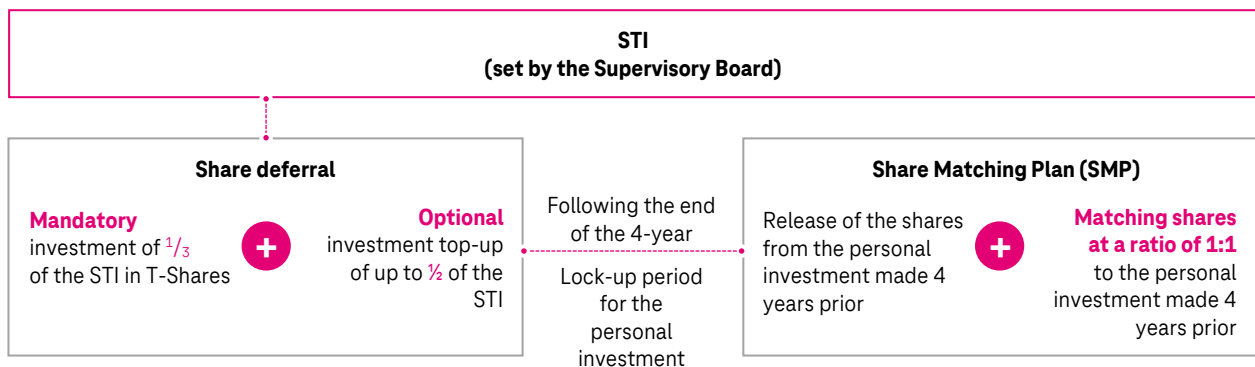 STI
(set by the Supervisory Board)
Share deferral
Mandatory
investment of 1/3
of the STI in T-Shares
+
Optional
investment top-up
of up to ½ of the
STI
Following the end
of the 4-year
Lock-up period
for the
personal
investment
Share Matching Plan (SMP)
Release of the shares
from the personal
investment made 4
years prior
+
Matching shares
at a ratio of 1:1
to the personal
investment made 4
years prior